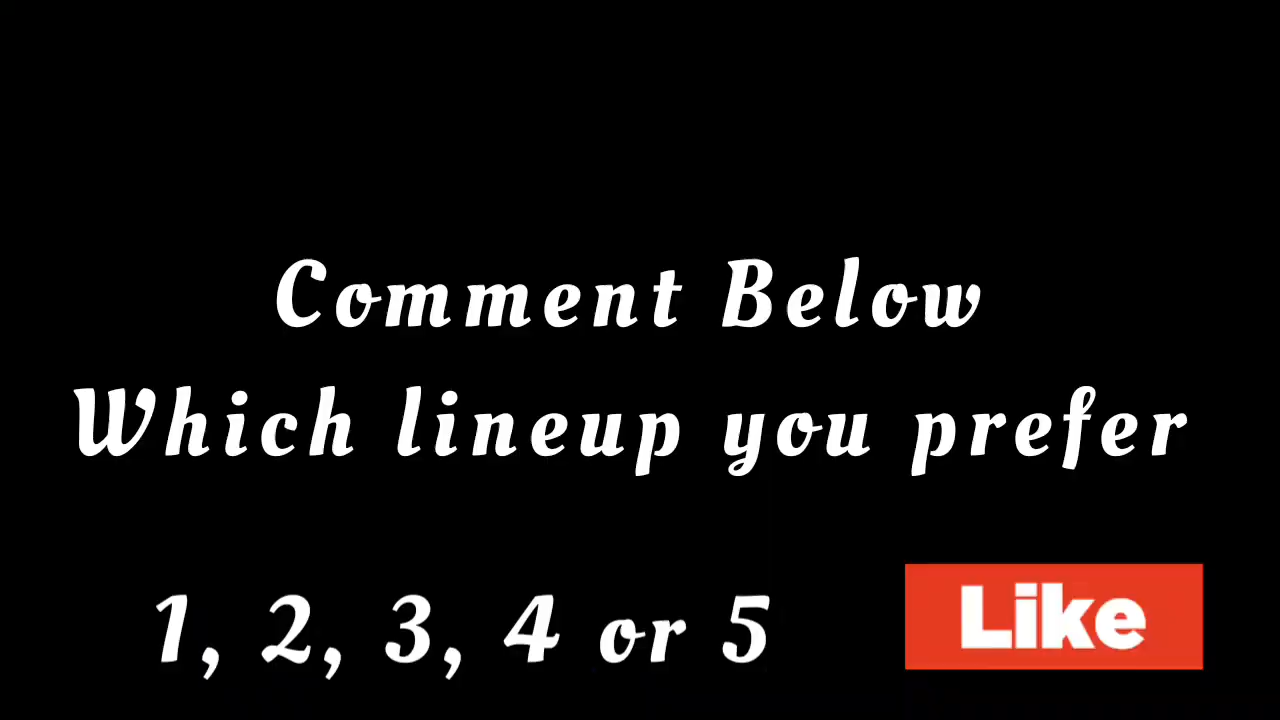 Comment Below
Which lineup you prefer
1, 2, 3, 4 or 5
Like